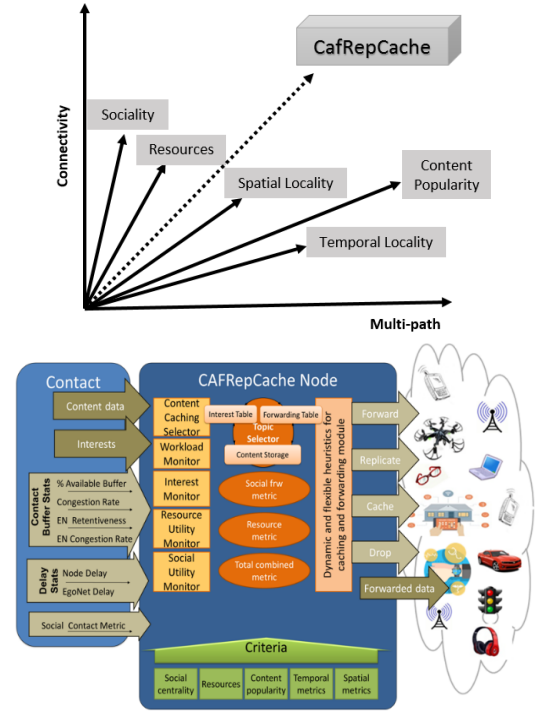 CafRepCache
Sociality
Resources
Spatial Locality
Content
Popularity
Temporal Locality
Connectivity
Multi-path
Contact
Content data
Interests
Contact
Buffer Stats
% Available Buffer
Congestion Rate
EN Retentiveness
EN Congestion Rate
Delay
Stats
Node Delay
EgoNet Delay
Social Contact Metric
CAFRepCache Node
Content
Caching
Selector
Workload
Monitor
Interest
Monitor
Resource
Utility
Monitor
Social
Utility
Monitor
Interest Table
Forwarding Table
Topic
Selector
Content Storage
Social frw
metric
Resource
metric
Total combined
metric
Dynamic and flexible heuristics for
caching and forwarding module
Forward
Replicate
Cache
Drop
Forwarded data
Criteria
Social
centrality
Resources
Content
popularity
Temporal
metrics
Spatial
metrics